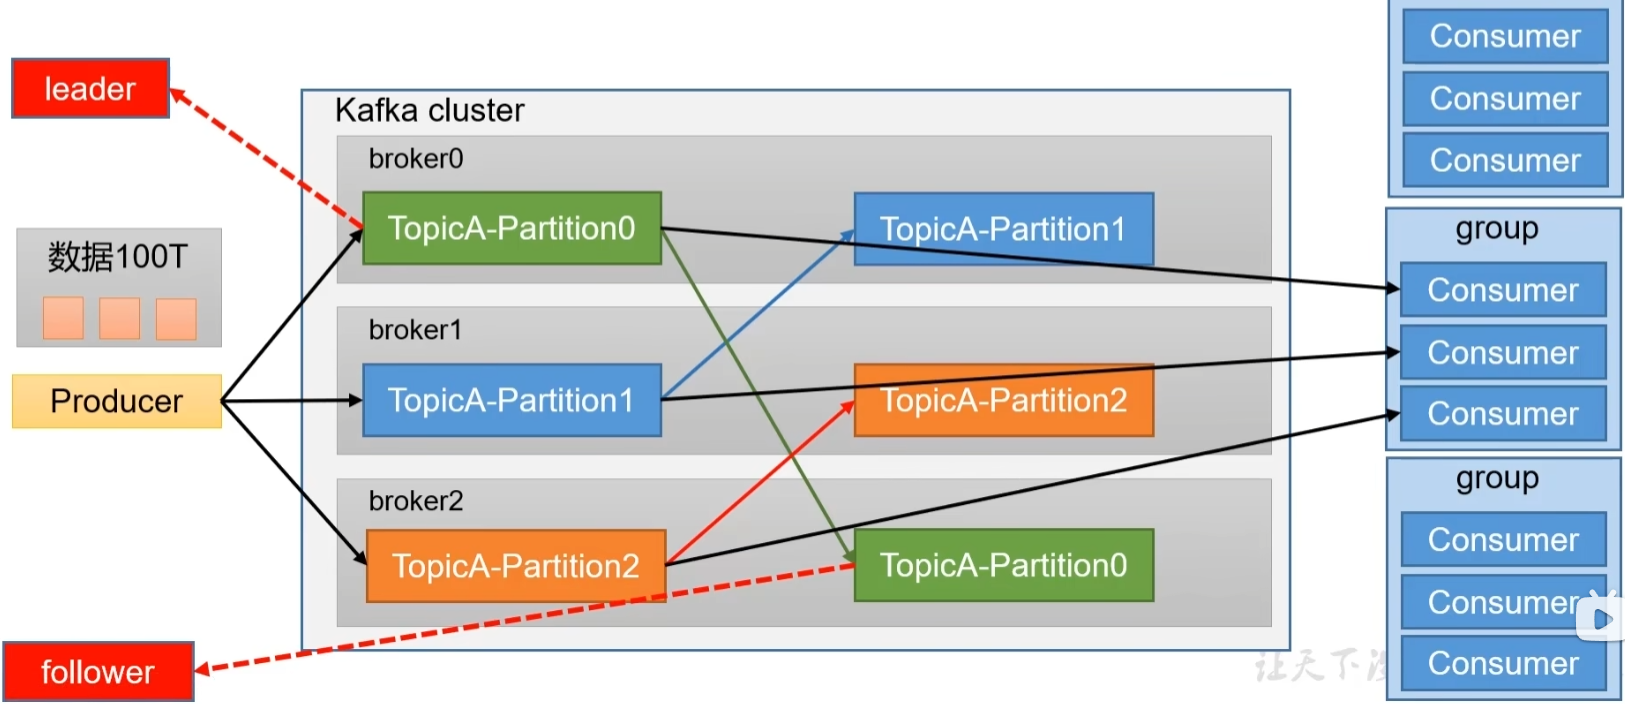 leader
数据100T
Producer
follower
Kafka cluster
broker0
TopicA-Partition0
TopicA-Partition1
broker1
TopicA-Partition1
TopicA-Partition2
broker2
TopicA-Partition2
TopicA-Partition0
Consumer
Consumer
Consumer
group
Consumer
Consumer
Consumer
group
Consumer
Consumer
Consumer
让天下没